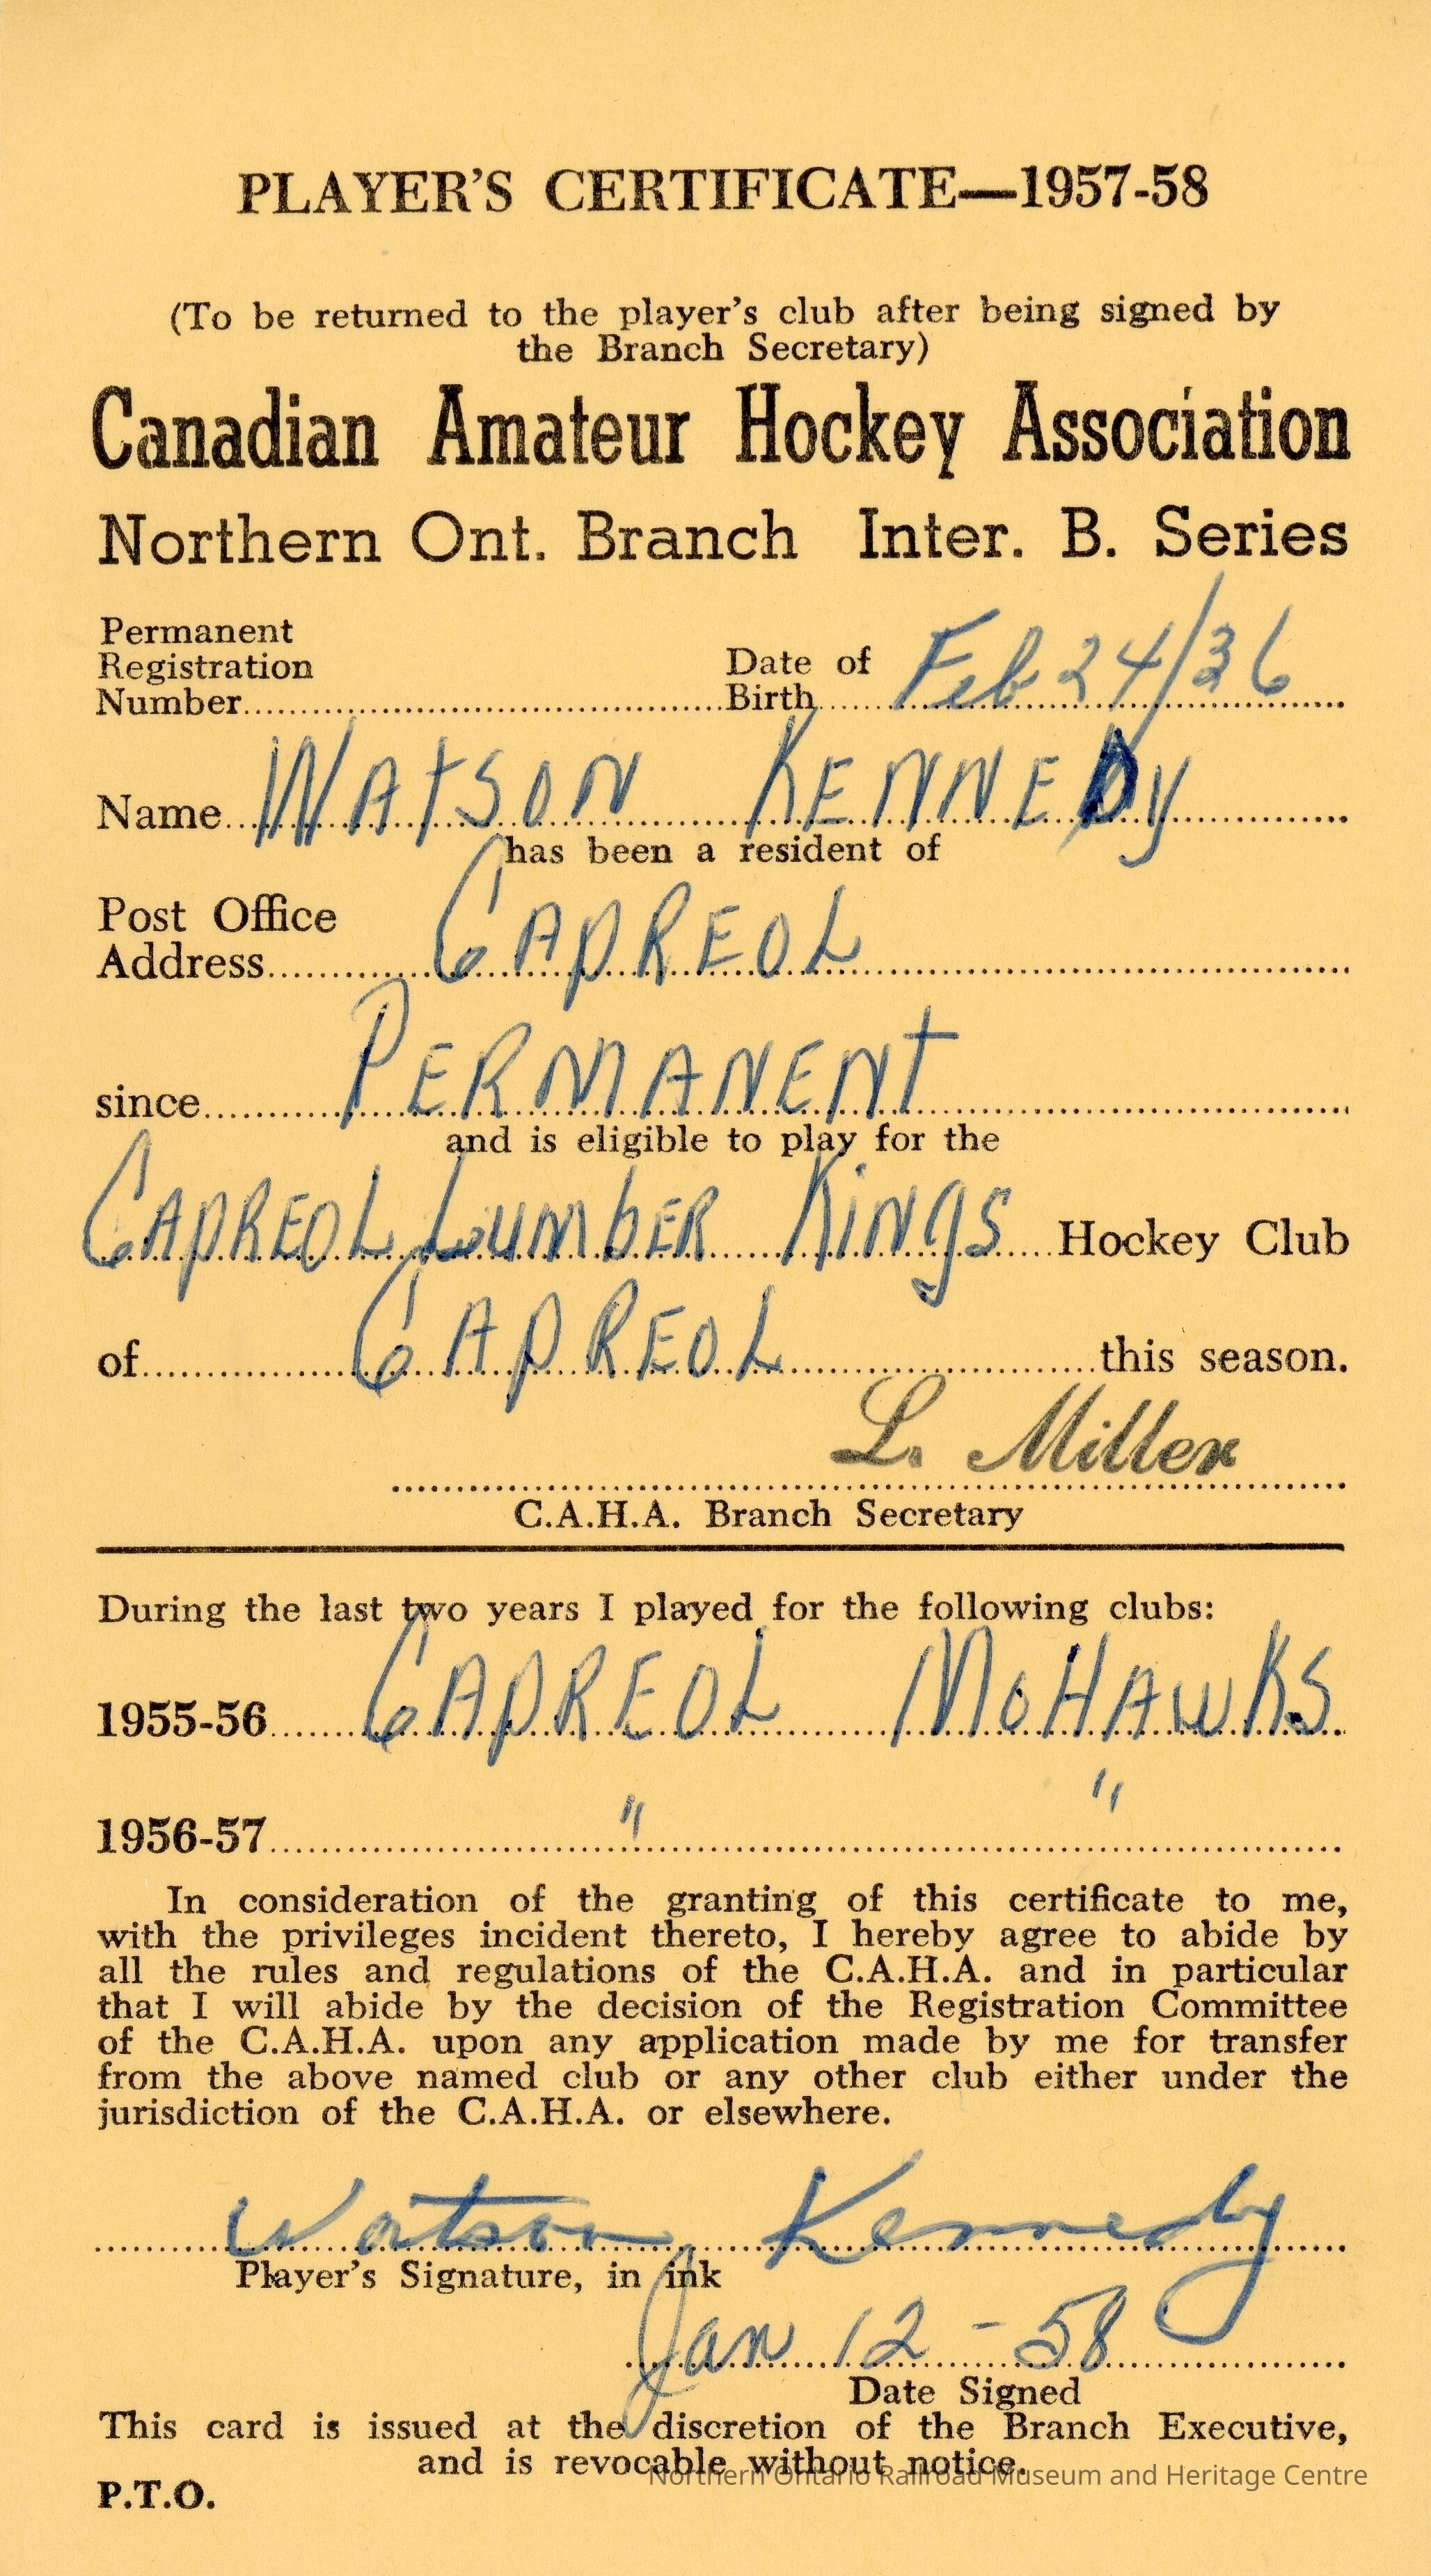 PLAYER'S CERTIFICATE—1957-58
(To be returned to the player's club after being signed by
the Branch Secretary)
Canadian Amateur Hockey Association
Northern Ont. Branch Inter. B. Series
Permanent
Registration
Number
Date of
Birth Feb 24/36
Name WATSON KENNEDY
has been a resident of
Post Office
Address CAPREOL
since PERMANENT
and is eligible to play for the
CAPREOL LUMBER KINGS Hockey Club
of CAPREOL this season.
L. Miller
C.A.H.A. Branch Secretary
During the last two years I played for the following clubs:
1955-56 CAPREOL MOHAWKS
1956-57 " "
In consideration of the granting of this certificate to me,
with the privileges incident thereto, I hereby agree to abide by
all the rules and regulations of the C.A.H.A. and in particular
that I will abide by the decision of the Registration Committee
of the C.A.H.A. upon any application made by me for transfer
from the above named club or any other club either under the
jurisdiction of the C.A.H.A. or elsewhere.
Watson Kennedy
Player's Signature, in ink
Jan 12 - 58
Date Signed
This card is issued at the discretion of the Branch Executive,
and is revocable without notice.
Northern Ontario Railroad Museum and Heritage Centre
P.T.O.